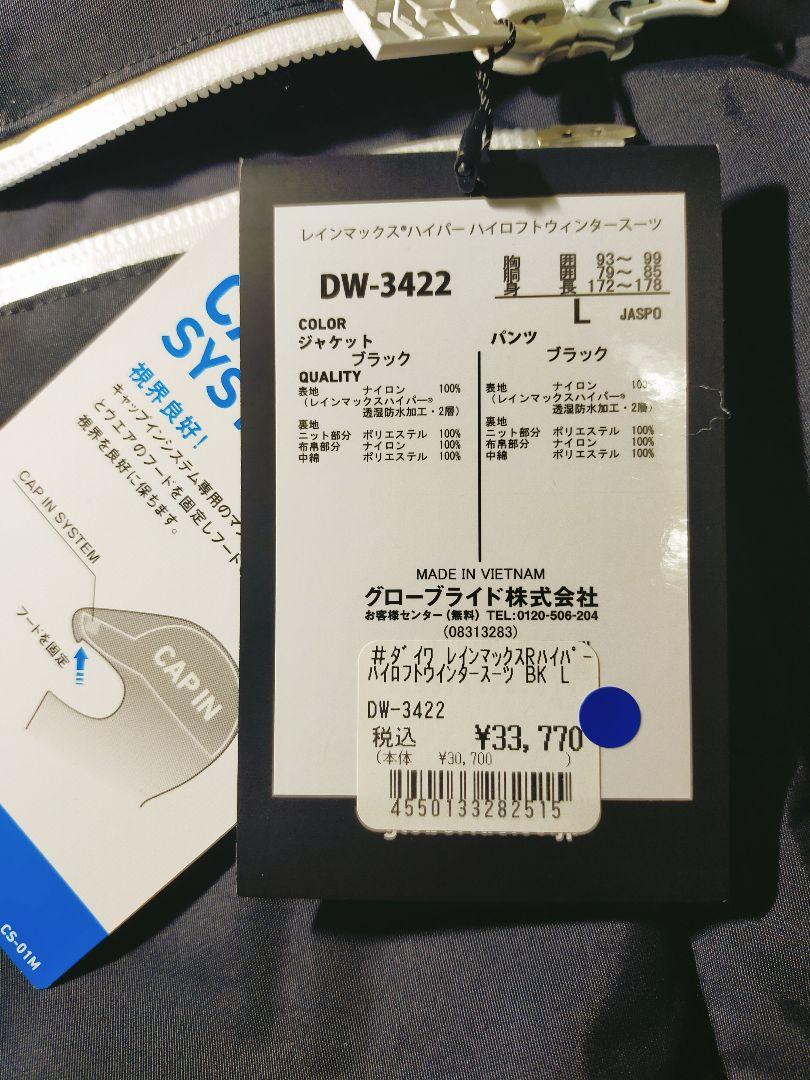 レインマックス®ハイパー ハイロフトウィンタースーツ
DW-3422
胸 囲 93～ 99
胴 囲 79～ 85
身 長 172～178
L JASPO
COLOR
ジャケット
ブラック
QUALITY
表地 ナイロン 100%
(レインマックスハイパー®
透湿防水加工・2層)
裏地
ニット部分 ポリエステル 100%
布帛部分 ナイロン 100%
中綿 ポリエステル 100%
パンツ
ブラック
表地 ナイロン
(レインマックスハイパー®
透湿防水加工・2層)
裏地
ニット部分 ポリエステル 100%
布帛部分 ナイロン 100%
中綿 ポリエステル 100%
MADE IN VIETNAM
グローブライド株式会社
お客様センター(無料) TEL:0120-506-204
(08313283)
#ダイワ レインマックスRハイパー
ハイロフトウインタースーツ BK L
DW-3422
税込 ¥33,770
(本体 ¥30,700 )
4550133282515
視界良好!
キャップインシステム専用の
とウエアのフードを固定しフード
視界を良好に保ちます。
CAP IN SYSTEM
フードを固定
CAP IN
CS-01M